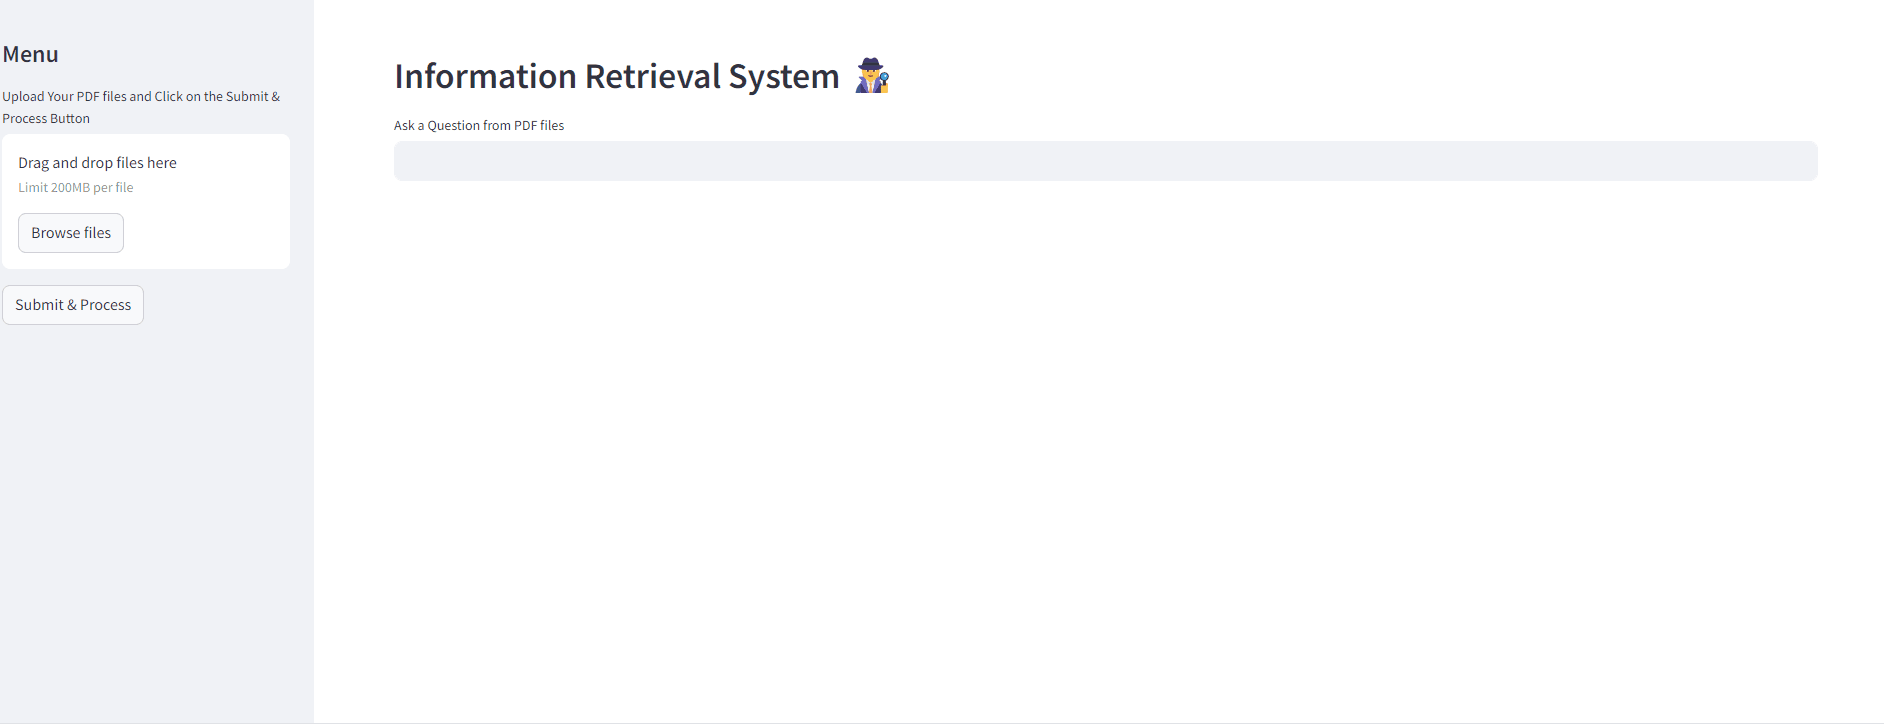 Menu
Upload Your PDF files and Click on the Submit &
Process Button
Drag and drop files here
Limit 200MB per file
Browse files
Submit & Process
Information Retrieval System
Ask a Question from PDF files